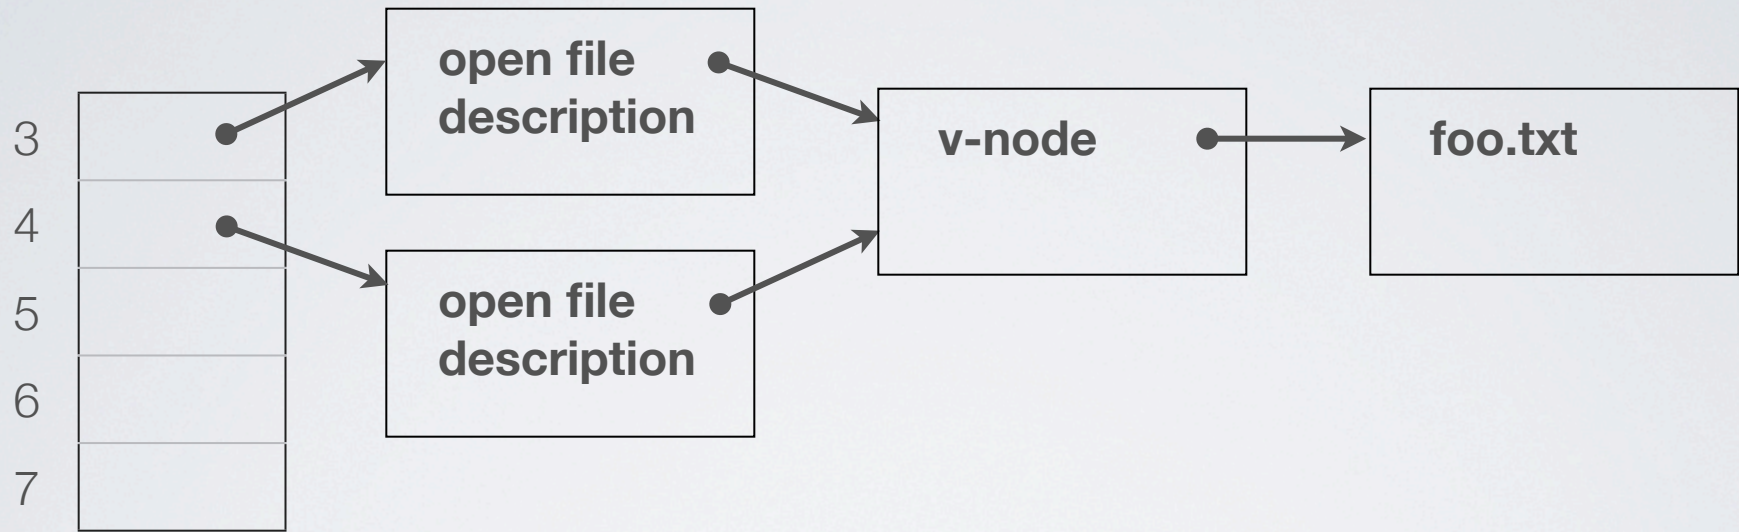 open file
description
v-node
foo.txt
3
4
open file
description
5
6
7